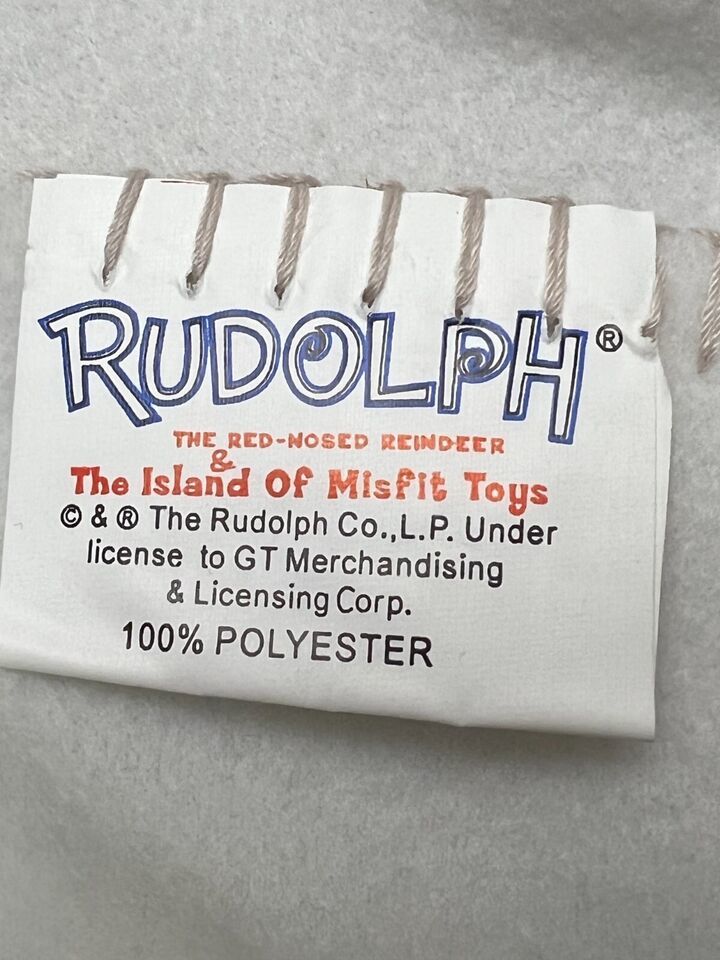 RUDOLPH®
THE RED-NOSED REINDEER
&
The Island Of Misfit Toys
© & ® The Rudolph Co.,L.P. Under
license to GT Merchandising
& Licensing Corp.
100% POLYESTER